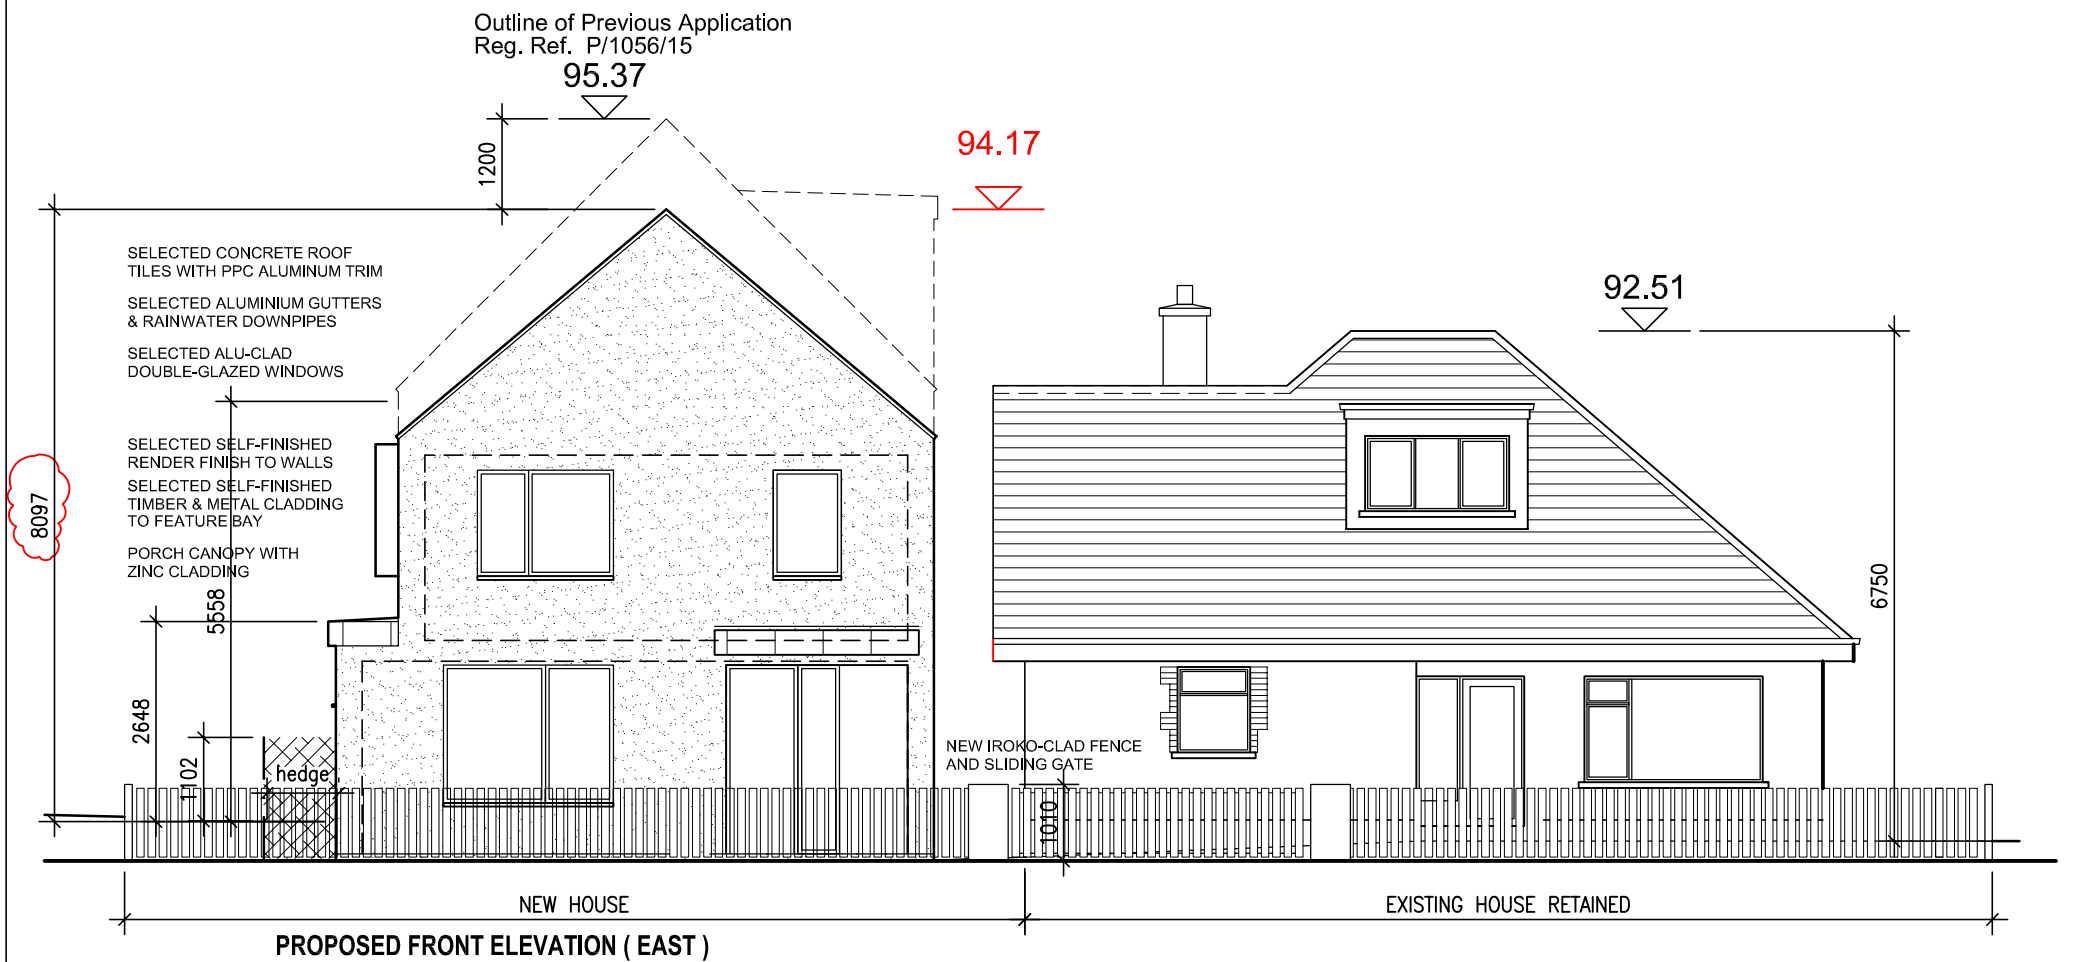 Outline of Previous Application
Reg. Ref. P/1056/15
95.37
1200
94.17
92.51
SELECTED CONCRETE ROOF
TILES WITH PPC ALUMINUM TRIM
SELECTED ALUMINIUM GUTTERS
& RAINWATER DOWNPIPES
SELECTED ALU-CLAD
DOUBLE-GLAZED WINDOWS
SELECTED SELF-FINISHED
RENDER FINISH TO WALLS
SELECTED SELF-FINISHED
TIMBER & METAL CLADDING
TO FEATURE BAY
PORCH CANOPY WITH
ZINC CLADDING
8097
5558
2648
1102
hedge
6750
NEW IROKO-CLAD FENCE
AND SLIDING GATE
1010
NEW HOUSE
EXISTING HOUSE RETAINED
PROPOSED FRONT ELEVATION ( EAST )